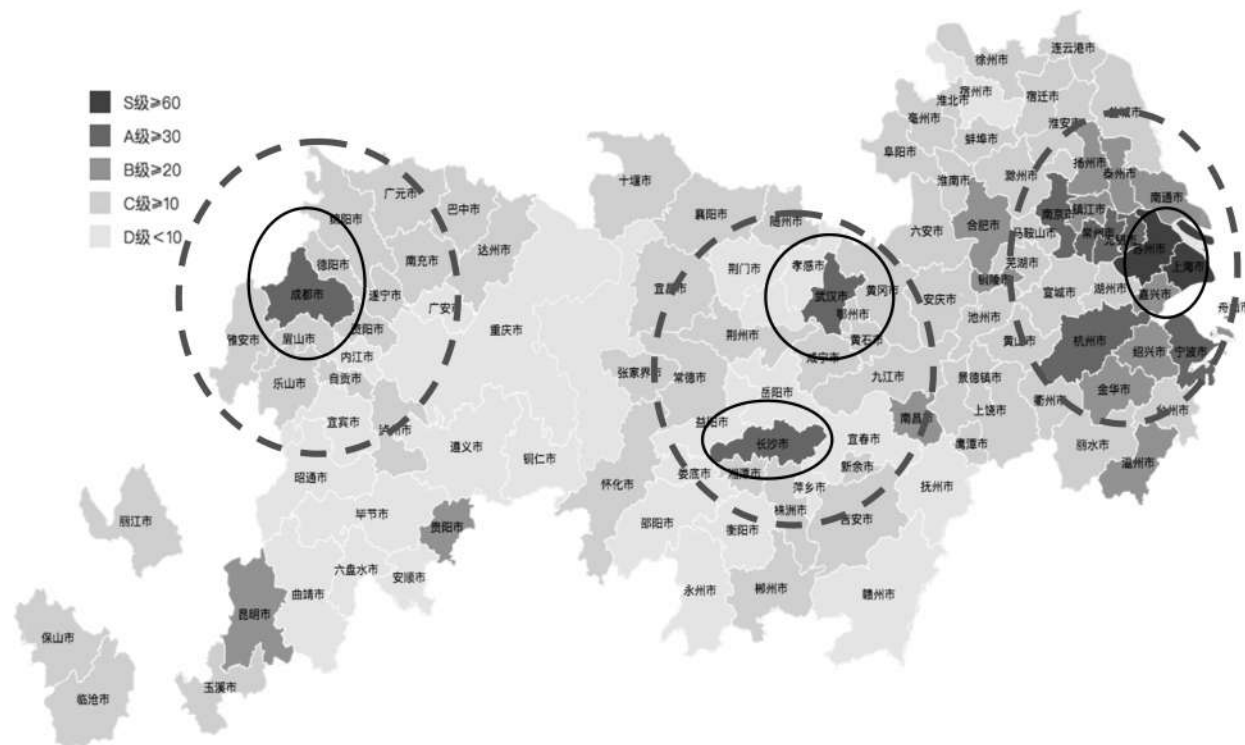 S级≥60
A级≥30
B级≥20
C级≥10
D级<10
连云港市
徐州市
宿州市
淮北市
宿迁市
亳州市
盐城市
淮安市
蚌埠市
阜阳市
扬州市
泰州市
淮南市
滁州市
十堰市
广元市
巴中市
绵阳市
南通市
襄阳市
随州市
南京市
镇江市
合肥市
六安市
马鞍山市
常州市
无锡市
苏州市
上海市
达州市
德阳市
南充市
荆门市
孝感市
芜湖市
铜陵市
宜昌市
武汉市
黄冈市
成都市
遂宁市
安庆市
宣城市
湖州市
嘉兴市
广安市
鄂州市
池州市
重庆市
资阳市
荆州市
黄石市
黄山市
杭州市
绍兴市
宁波市
雅安市
眉山市
内江市
咸宁市
张家界市
常德市
九江市
景德镇市
自贡市
乐山市
岳阳市
金华市
衢州市
台州市
上饶市
益阳市
南昌市
宜宾市
泸州市
长沙市
宜春市
鹰潭市
丽水市
遵义市
铜仁市
温州市
新余市
娄底市
湘潭市
昭通市
怀化市
萍乡市
抚州市
株洲市
毕节市
丽江市
贵阳市
邵阳市
衡阳市
吉安市
六盘水市
安顺市
永州市
郴州市
赣州市
曲靖市
昆明市
保山市
玉溪市
临沧市